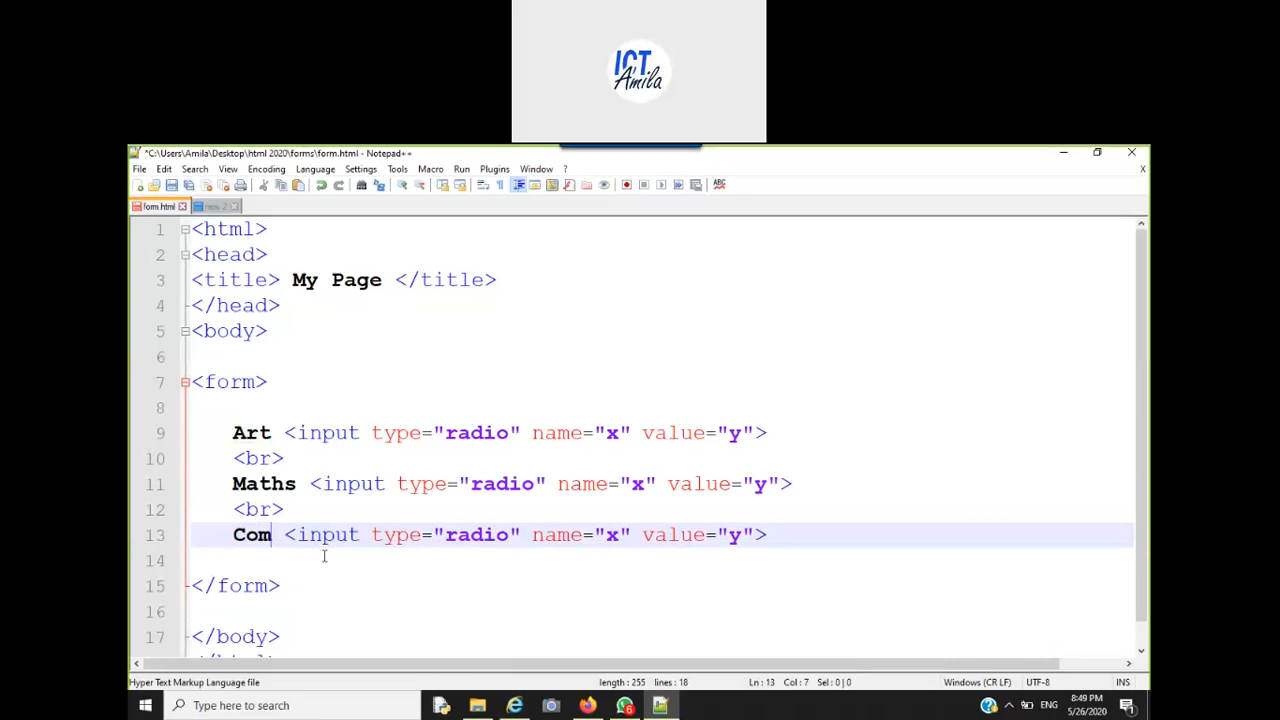 ICT
Amila
*C:\Users\Amila\Desktop\html 2020\forms\form.html - Notepad++
File Edit Search View Encoding Language Settings Tools Macro Run Plugins Window ? X
form.html new 2
1 <html>
2 <head>
3 <title> My Page </title>
4 </head>
5 <body>
6
7 <form>
8
9 Art <input type="radio" name="x" value="y">
10 <br>
11 Maths <input type="radio" name="x" value="y">
12 <br>
13 Com <input type="radio" name="x" value="y">
14
15 </form>
16
17 </body>
Hyper Text Markup Language file length : 255 lines : 18 Ln : 13 Col : 7 Sel : 0 | 0 Windows (CR LF) UTF-8 INS
Type here to search 6 ENG 8:49 PM 5/26/2020 1